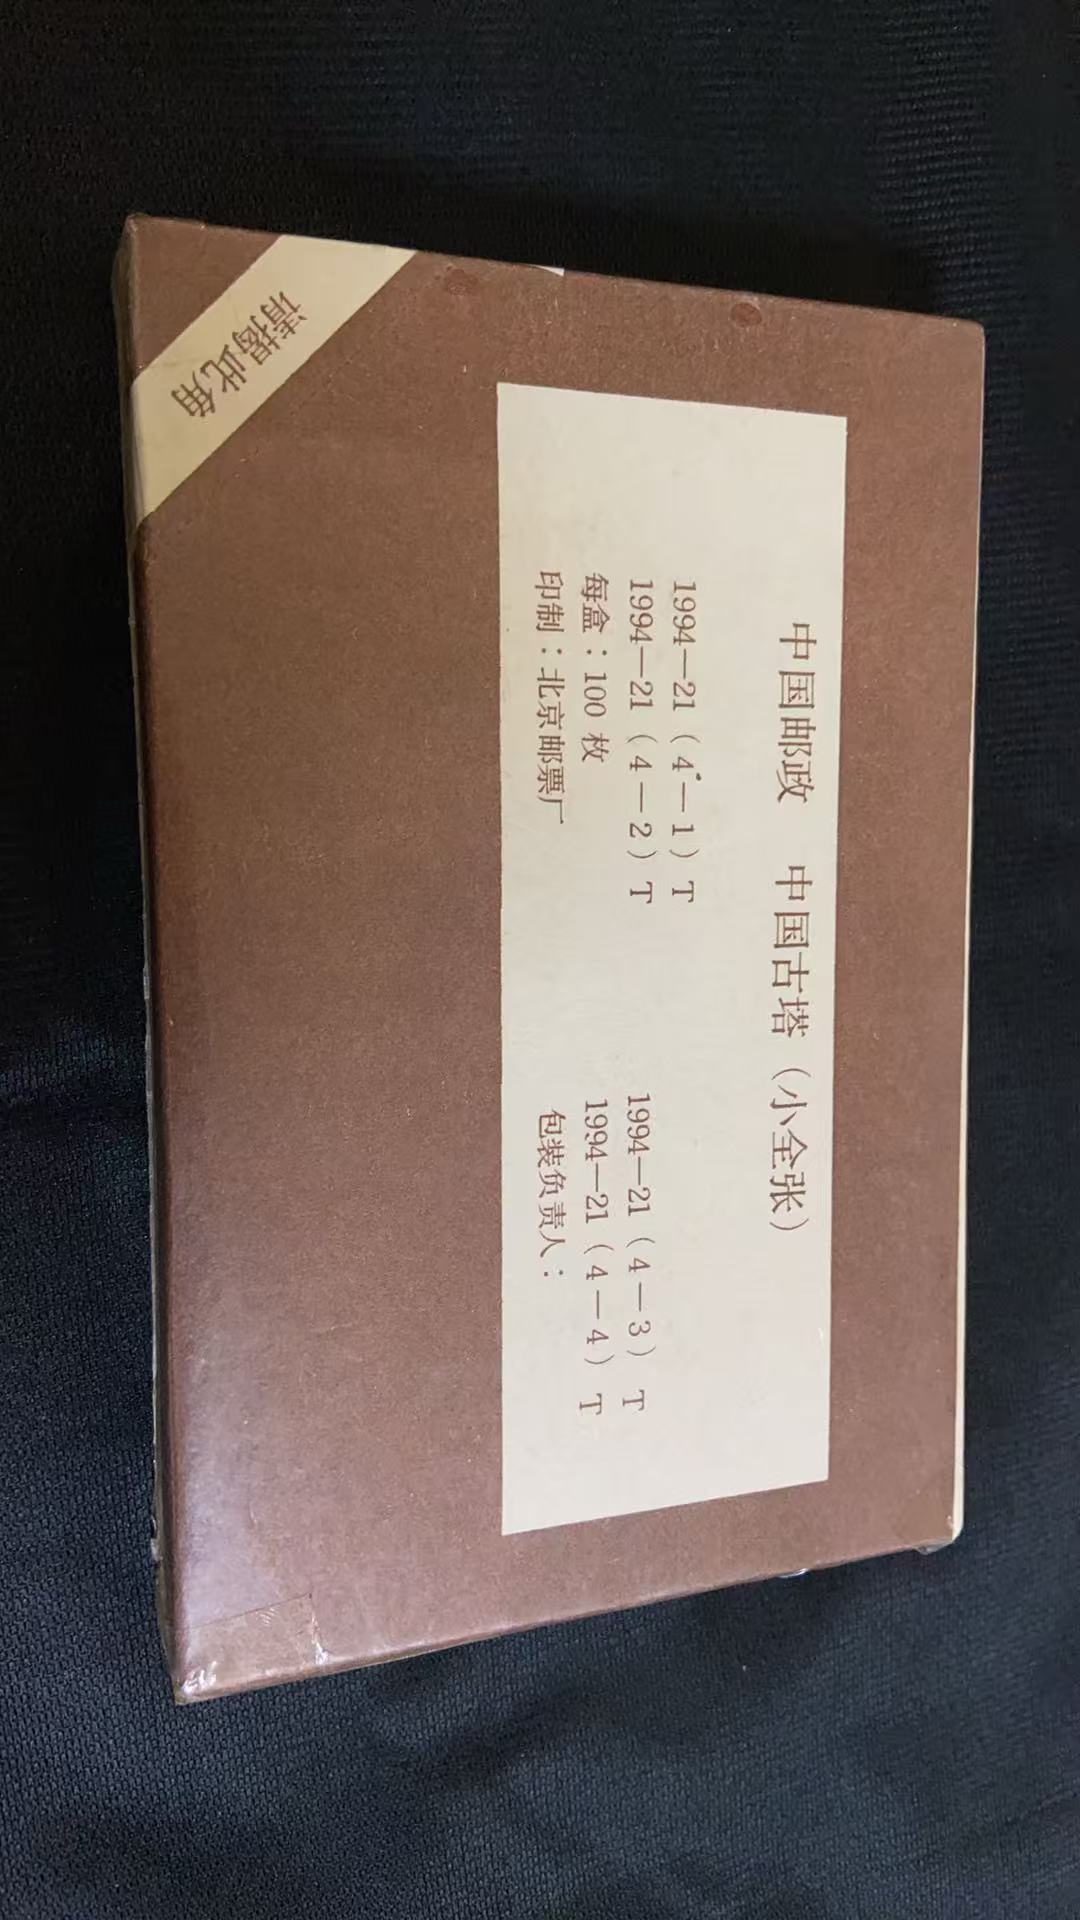 请揭此角
中国邮政 中国古塔（小全张）
1994—21（4—1）T
1994—21（4—2）T
每盒：100 枚
印制：北京邮票厂
1994—21（4—3）T
1994—21（4—4）T
包装负责人：